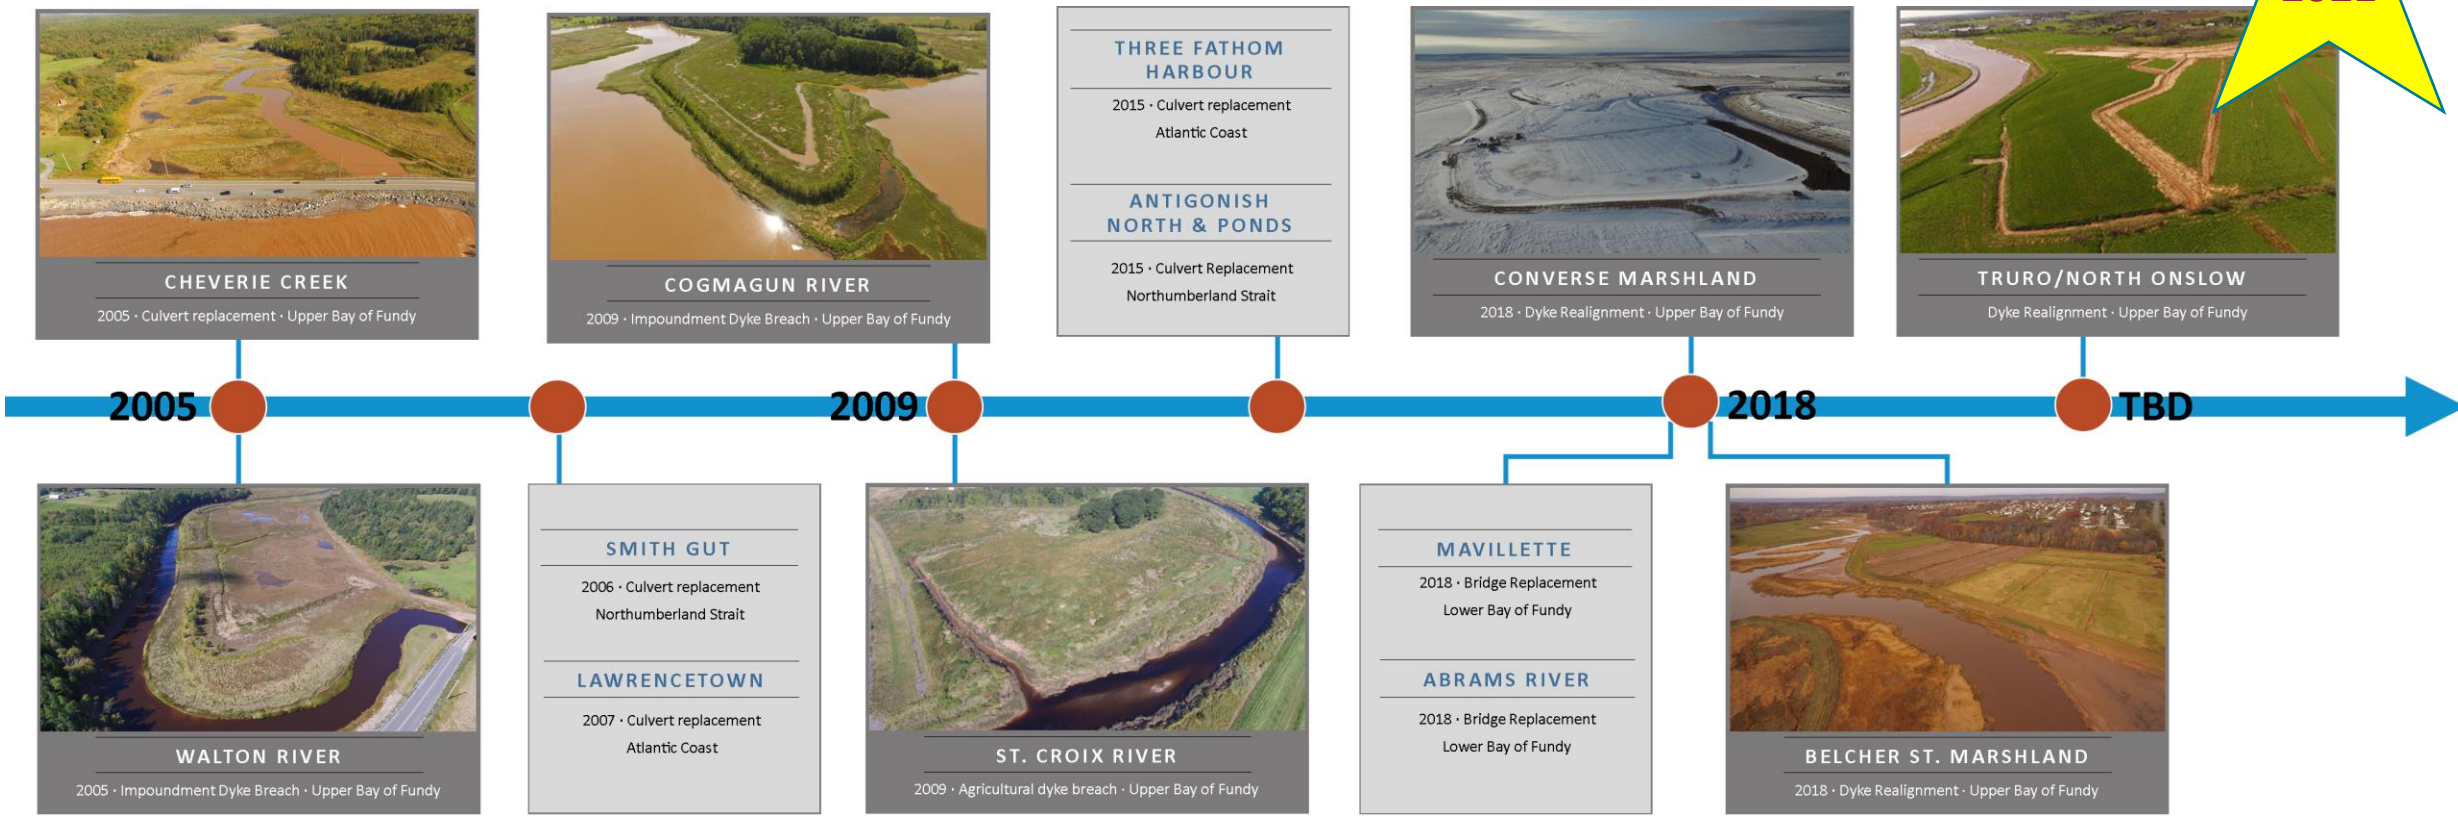 THREE FATHOM
HARBOUR
2015 · Culvert replacement
Atlantic Coast
ANTIGONISH
NORTH & PONDS
2015 · Culvert Replacement
Northumberland Strait
CHEVERIE CREEK
2005 · Culvert replacement · Upper Bay of Fundy
COGMAGUN RIVER
2009 · Impoundment Dyke Breach · Upper Bay of Fundy
CONVERSE MARSHLAND
2018 · Dyke Realignment · Upper Bay of Fundy
TRURO/NORTH ONSLOW
Dyke Realignment · Upper Bay of Fundy
2005
2009
2018
TBD
WALTON RIVER
2005 · Impoundment Dyke Breach · Upper Bay of Fundy
SMITH GUT
2006 · Culvert replacement
Northumberland Strait
LAWRENCETOWN
2007 · Culvert replacement
Atlantic Coast
ST. CROIX RIVER
2009 · Agricultural dyke breach · Upper Bay of Fundy
MAVILLETTE
2018 · Bridge Replacement
Lower Bay of Fundy
ABRAMS RIVER
2018 · Bridge Replacement
Lower Bay of Fundy
BELCHER ST. MARSHLAND
2018 · Dyke Realignment · Upper Bay of Fundy